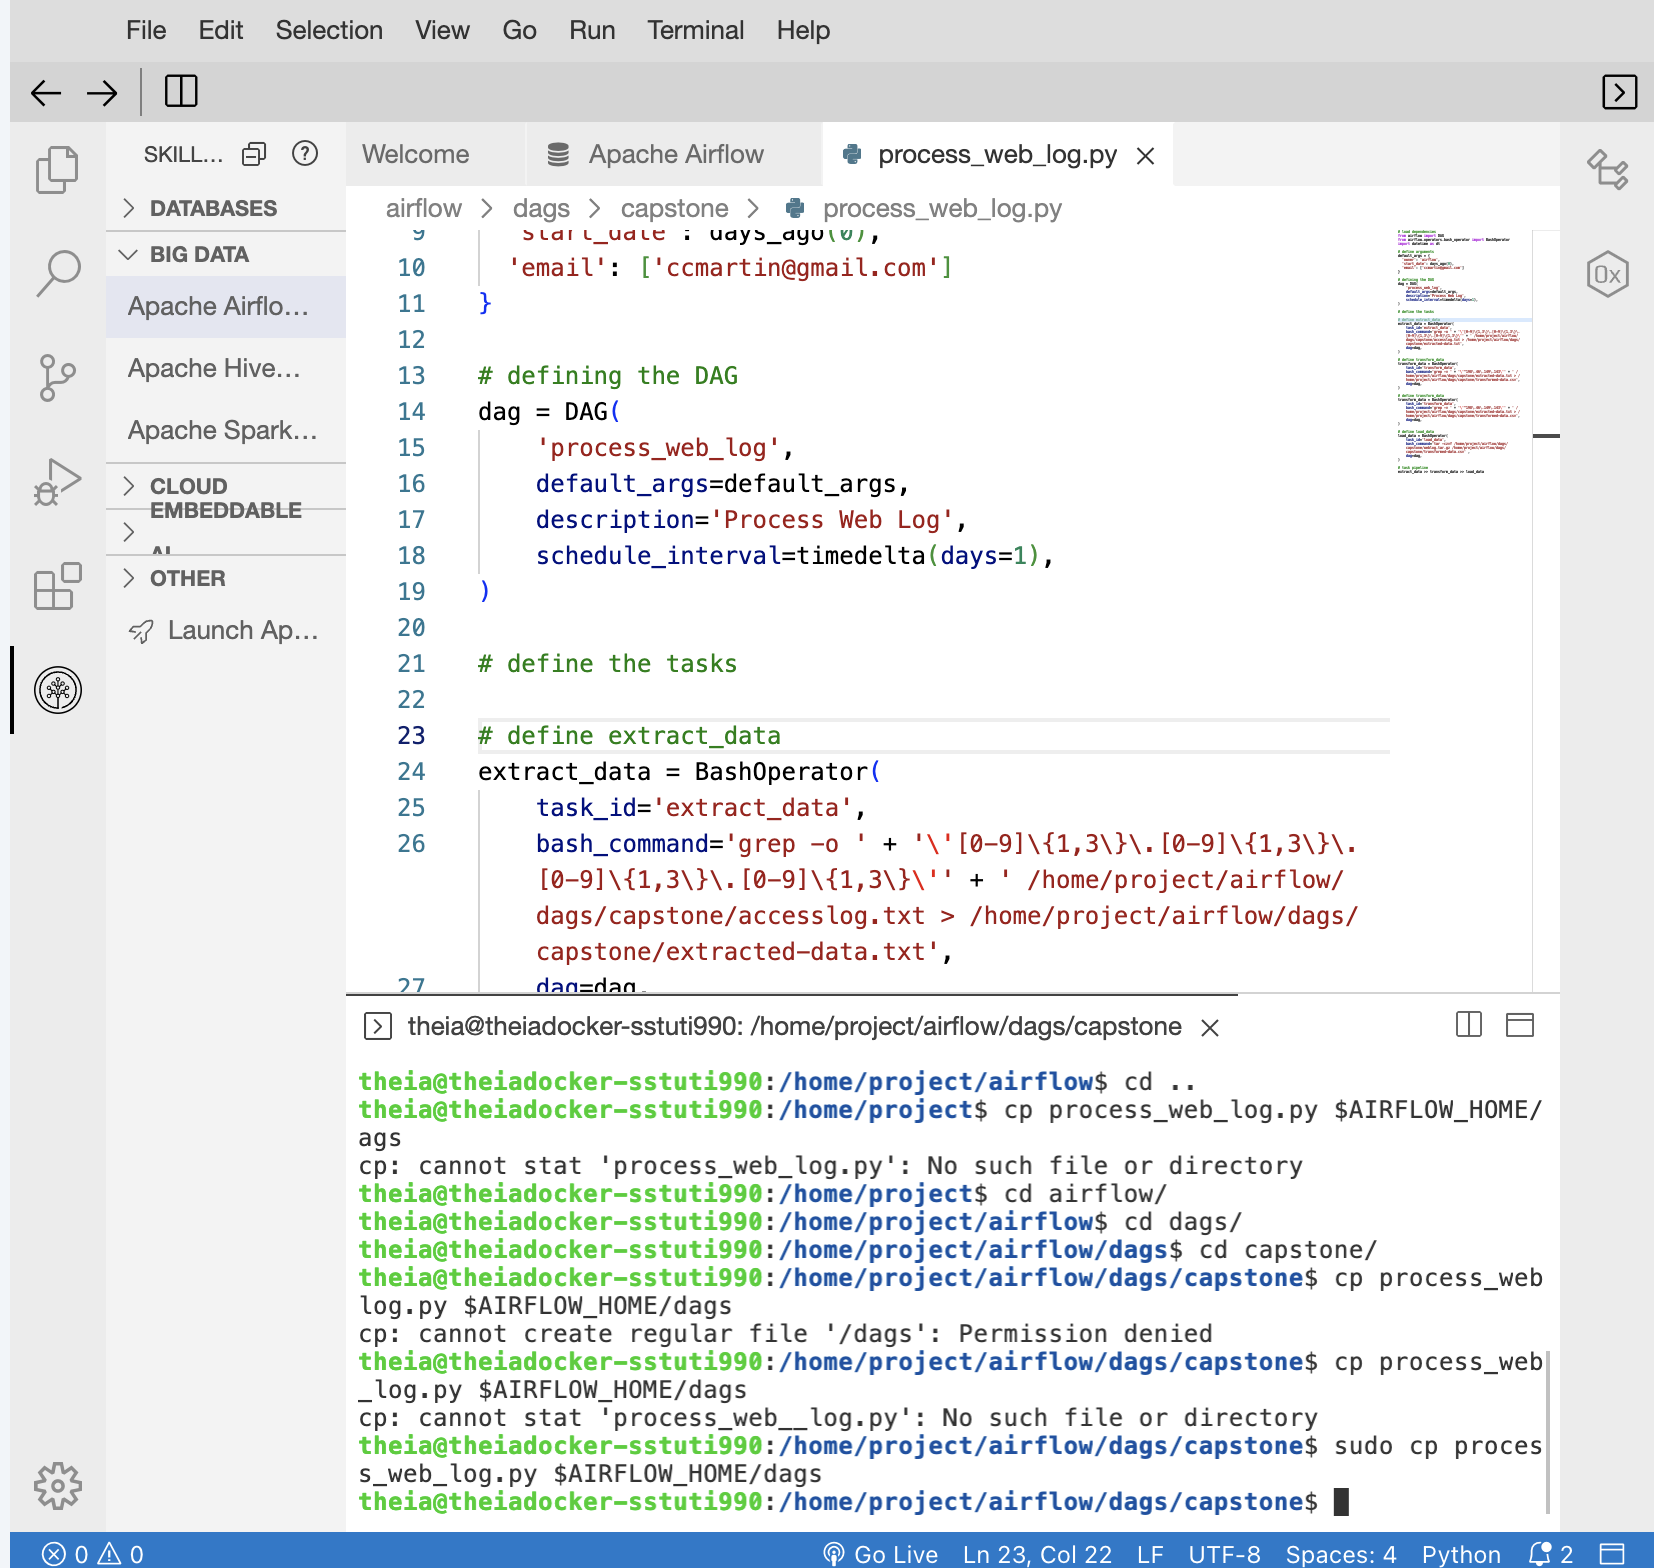 File Edit Selection View Go Run Terminal Help
SKILL...
DATABASES
BIG DATA
Apache Airflo...
Apache Hive...
Apache Spark...
CLOUD
EMBEDDABLE
AI
OTHER
Launch Ap...
Welcome Apache Airflow process_web_log.py
airflow > dags > capstone > process_web_log.py
9 'start_date': days_ago(0),
10 'email': ['ccmartin@gmail.com']
11 }
12
13 # defining the DAG
14 dag = DAG(
15 'process_web_log',
16 default_args=default_args,
17 description='Process Web Log',
18 schedule_interval=timedelta(days=1),
19 )
20
21 # define the tasks
22
23 # define extract_data
24 extract_data = BashOperator(
25 task_id='extract_data',
26 bash_command='grep -o ' + '\'[0-9]\{1,3\}\.[0-9]\{1,3\}\.
[0-9]\{1,3\}\.[0-9]\{1,3\}\'' + ' /home/project/airflow/
dags/capstone/accesslog.txt > /home/project/airflow/dags/
capstone/extracted-data.txt',
27 dag=dag,
0x
theia@theiadocker-sstuti990: /home/project/airflow/dags/capstone
theia@theiadocker-sstuti990:/home/project/airflow$ cd ..
theia@theiadocker-sstuti990:/home/project$ cp process_web_log.py $AIRFLOW_HOME/
ags
cp: cannot stat 'process_web_log.py': No such file or directory
theia@theiadocker-sstuti990:/home/project$ cd airflow/
theia@theiadocker-sstuti990:/home/project/airflow$ cd dags/
theia@theiadocker-sstuti990:/home/project/airflow/dags$ cd capstone/
theia@theiadocker-sstuti990:/home/project/airflow/dags/capstone$ cp process_web
log.py $AIRFLOW_HOME/dags
cp: cannot create regular file '/dags': Permission denied
theia@theiadocker-sstuti990:/home/project/airflow/dags/capstone$ cp process_web
_log.py $AIRFLOW_HOME/dags
cp: cannot stat 'process_web__log.py': No such file or directory
theia@theiadocker-sstuti990:/home/project/airflow/dags/capstone$ sudo cp proces
s_web_log.py $AIRFLOW_HOME/dags
theia@theiadocker-sstuti990:/home/project/airflow/dags/capstone$
0 0 Go Live Ln 23, Col 22 LF UTF-8 Spaces: 4 Python 2